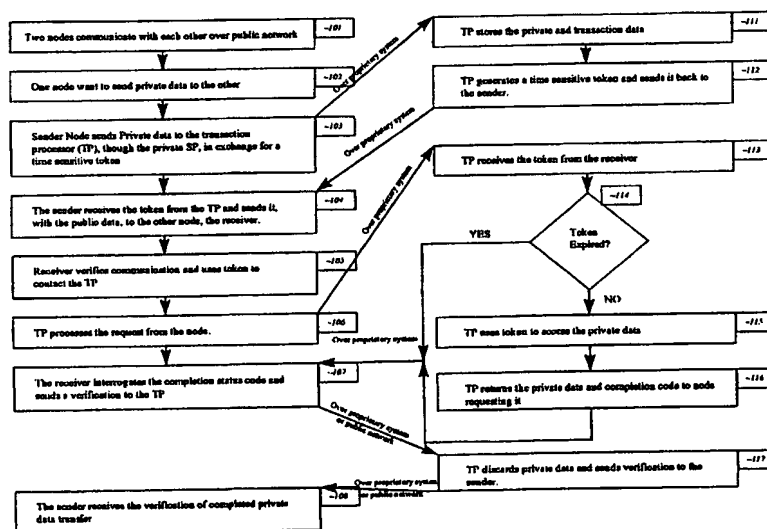 Two nodes communicate with each other over public network
~101
One node want to send private data to the other
~102
Sender Node sends Private data to the transaction
processor (TP), though the private SP, in exchange for a
time sensitive token
~103
The sender receives the token from the TP and sends it,
with the public data, to the other node, the receiver.
~104
Receiver verifies communication and uses token to
contact the TP
~105
TP processes the request from the node.
~106
The receiver interrogates the completion status code and
sends a verification to the TP
~107
The sender receives the verification of completed private
data transfer
~108
Over proprietary system
Over proprietary system
Over proprietary system
Over proprietary system
Over proprietary system
or public network
Over proprietary system
or public network
TP stores the private and transaction data
~111
TP generates a time sensitive token and sends it back to
the sender.
~112
TP receives the token from the receiver
~113
~114
Token
Expired?
YES
NO
TP uses token to access the private data
~115
TP returns the private data and completion code to node
requesting it
~116
TP discards private data and sends verification to the
sender.
~117